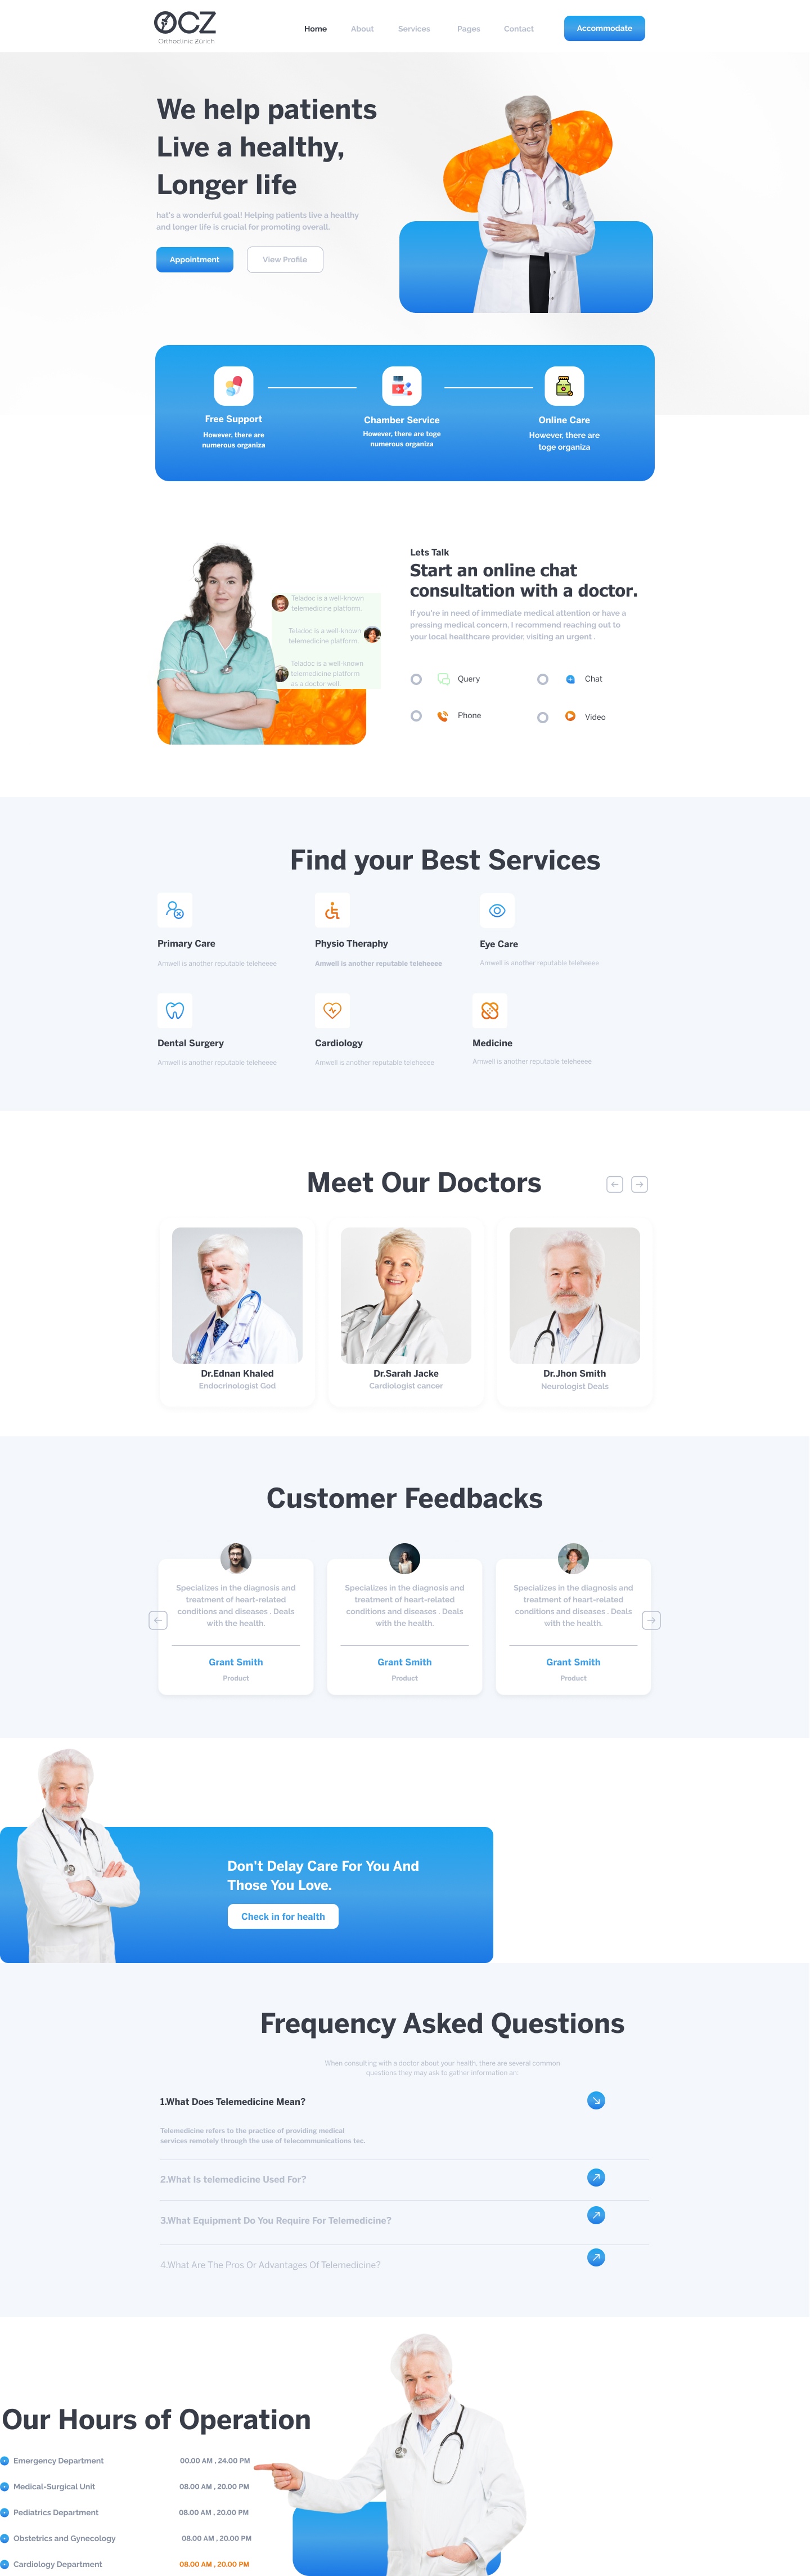 OCZ
Orthoclinic Zürich
Home
About
Services
Pages
Contact
Accommodate
We help patients
Live a healthy,
Longer life
hat's a wonderful goal! Helping patients live a healthy
and longer life is crucial for promoting overall.
Appointment
View Profile
Free Support
However, there are
numerous organiza
Chamber Service
However, there are toge
numerous organiza
Online Care
However, there are
toge organiza
Teladoc is a well-known
telemedicine platform.
Teladoc is a well-known
telemedicine platform.
Teladoc is a well-known
telemedicine platform
as a doctor well.
Lets Talk
Start an online chat
consultation with a doctor.
If you're in need of immediate medical attention or have a
pressing medical concern, I recommend reaching out to
your local healthcare provider, visiting an urgent .
Query
Chat
Phone
Video
Find your Best Services
Primary Care
Amwell is another reputable teleheeee
Physio Theraphy
Amwell is another reputable teleheeee
Eye Care
Amwell is another reputable teleheeee
Dental Surgery
Amwell is another reputable teleheeee
Cardiology
Amwell is another reputable teleheeee
Medicine
Amwell is another reputable teleheeee
Meet Our Doctors
Dr.Ednan Khaled
Endocrinologist God
Dr.Sarah Jacke
Cardiologist cancer
Dr.Jhon Smith
Neurologist Deals
Customer Feedbacks
Specializes in the diagnosis and
treatment of heart-related
conditions and diseases . Deals
with the health.
Grant Smith
Product
Specializes in the diagnosis and
treatment of heart-related
conditions and diseases . Deals
with the health.
Grant Smith
Product
Specializes in the diagnosis and
treatment of heart-related
conditions and diseases . Deals
with the health.
Grant Smith
Product
Don't Delay Care For You And
Those You Love.
Check in for health
Frequency Asked Questions
When consulting with a doctor about your health, there are several common
questions they may ask to gather information an:
1.What Does Telemedicine Mean?
Telemedicine refers to the practice of providing medical
services remotely through the use of telecommunications tec.
2.What Is telemedicine Used For?
3.What Equipment Do You Require For Telemedicine?
4.What Are The Pros Or Advantages Of Telemedicine?
Our Hours of Operation
Emergency Department
00.00 AM , 24.00 PM
Medical-Surgical Unit
08.00 AM , 20.00 PM
Pediatrics Department
08.00 AM , 20.00 PM
Obstetrics and Gynecology
08.00 AM , 20.00 PM
Cardiology Department
08.00 AM , 20.00 PM